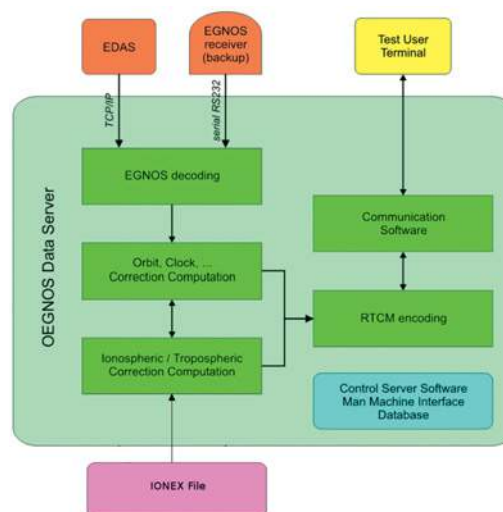 EDAS
EGNOS
receiver
(backup)
Test User
Terminal
TCP/IP
serial RS232
OEGNOS Data Server
EGNOS decoding
Orbit, Clock, ...
Correction Computation
Communication
Software
Ionospheric / Tropospheric
Correction Computation
RTCM encoding
Control Server Software
Man Machine Interface
Database
IONEX File